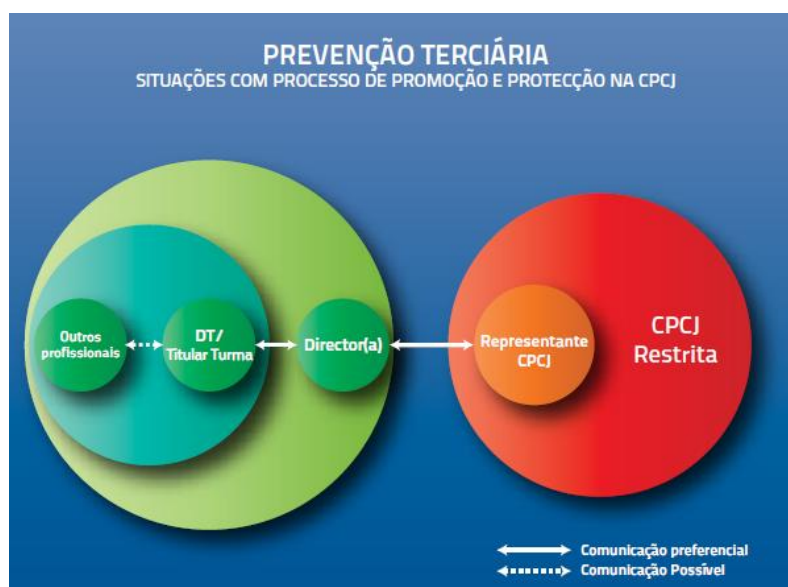 PREVENÇÃO TERCIÁRIA
SITUAÇÕES COM PROCESSO DE PROMOÇÃO E PROTECÇÃO NA CPCJ
Outros
profissionais
DT/
Titular Turma
Director(a)
Representante
CPCJ
CPCJ
Restrita
Comunicação preferencial
Comunicação Possível